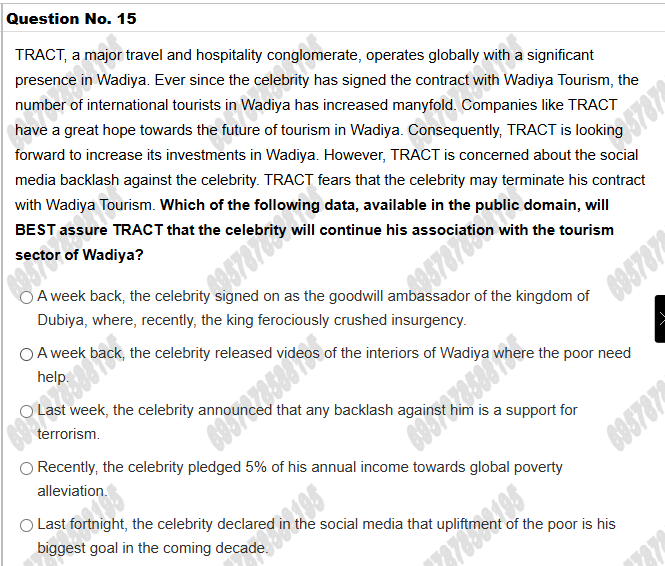 Question No. 15
TRACT, a major travel and hospitality conglomerate, operates globally with a significant
presence in Wadiya. Ever since the celebrity has signed the contract with Wadiya Tourism, the
number of international tourists in Wadiya has increased manyfold. Companies like TRACT
have a great hope towards the future of tourism in Wadiya. Consequently, TRACT is looking
forward to increase its investments in Wadiya. However, TRACT is concerned about the social
media backlash against the celebrity. TRACT fears that the celebrity may terminate his contract
with Wadiya Tourism. Which of the following data, available in the public domain, will
BEST assure TRACT that the celebrity will continue his association with the tourism
sector of Wadiya?
A week back, the celebrity signed on as the goodwill ambassador of the kingdom of
Dubiya, where, recently, the king ferociously crushed insurgency.
A week back, the celebrity released videos of the interiors of Wadiya where the poor need
help.
Last week, the celebrity announced that any backlash against him is a support for
terrorism.
Recently, the celebrity pledged 5% of his annual income towards global poverty
alleviation.
Last fortnight, the celebrity declared in the social media that upliftment of the poor is his
biggest goal in the coming decade.